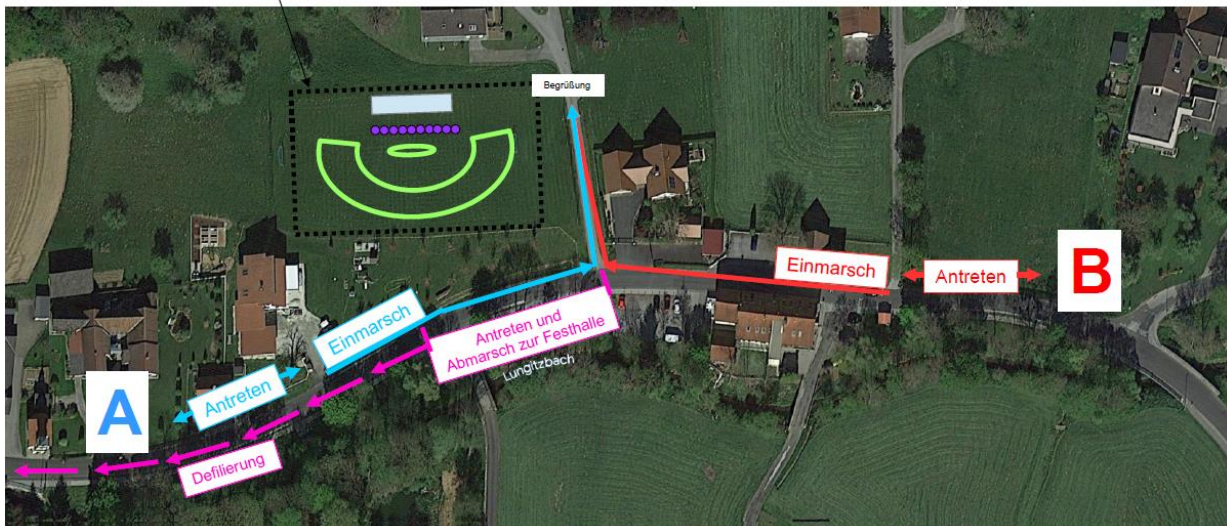 Begrüßung
Einmarsch
Antreten
B
Einmarsch
Antreten und
Abmarsch zur Festhalle
Lungitzbach
Antreten
A
Defilierung